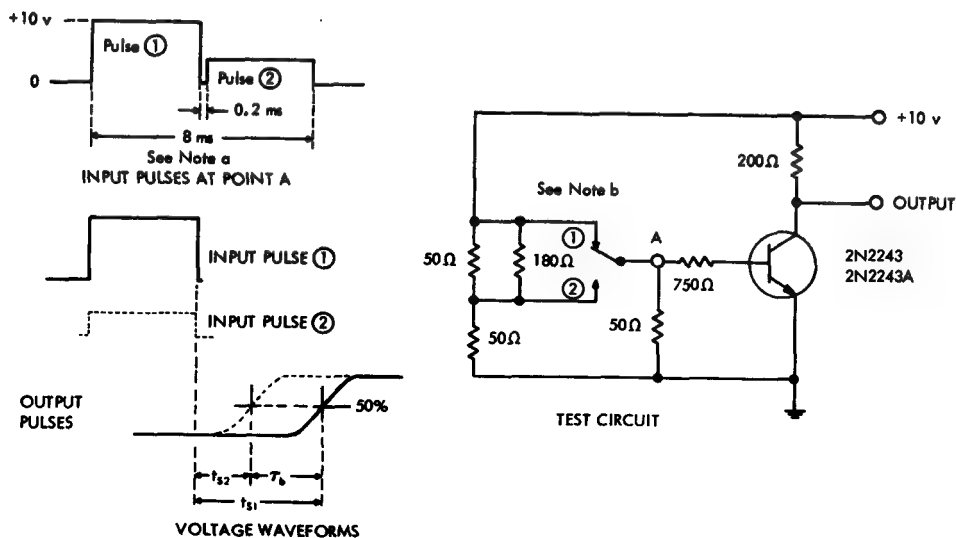 +10 v
Pulse ①
0
Pulse ②
0.2 ms
8 ms
See Note a
INPUT PULSES AT POINT A
INPUT PULSE ①
INPUT PULSE ②
OUTPUT PULSES
50%
tS2
τb
tS1
VOLTAGE WAVEFORMS
+10 v
200Ω
OUTPUT
See Note b
①
A
50Ω
180Ω
②
750Ω
2N2243
2N2243A
50Ω
50Ω
TEST CIRCUIT